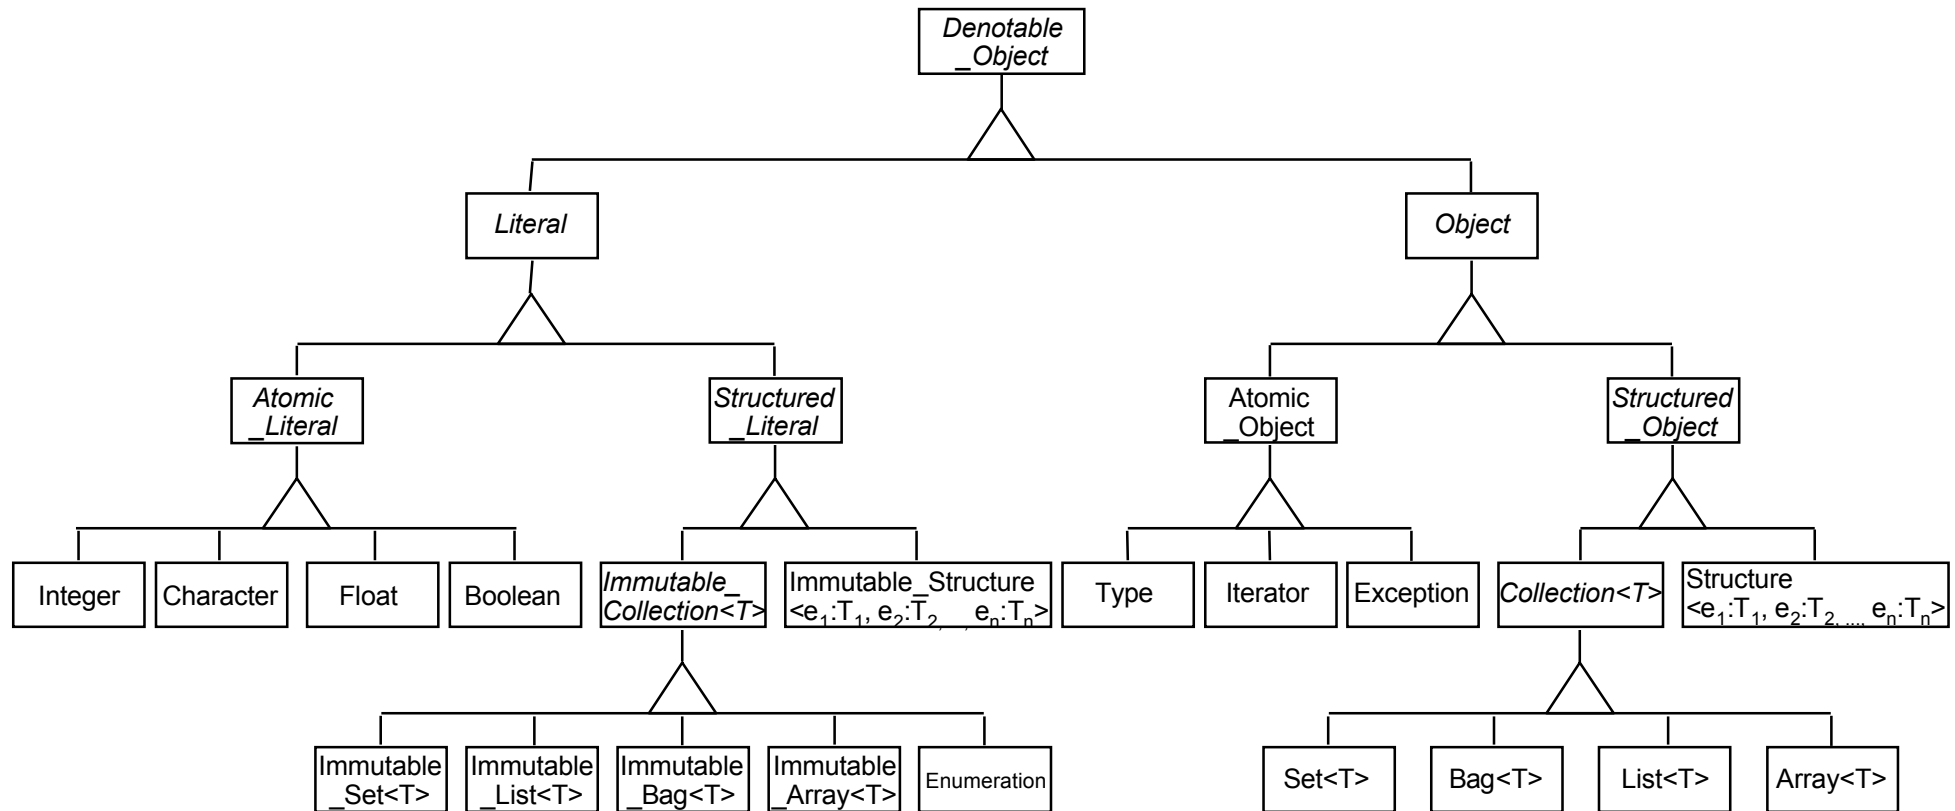 Denotable
_Object
Literal
Object
Atomic
_Literal
Structured
_Literal
Atomic
_Object
Structured
_Object
Integer
Character
Float
Boolean
Immutable_
Collection<T>
Immutable_Structure
<e₁:T₁, e₂:T₂, ..., eₙ:Tₙ>
Type
Iterator
Exception
Collection<T>
Structure
<e₁:T₁, e₂:T₂, ..., eₙ:Tₙ>
Immutable
_Set<T>
Immutable
_List<T>
Immutable
_Bag<T>
Immutable
_Array<T>
Enumeration
Set<T>
Bag<T>
List<T>
Array<T>